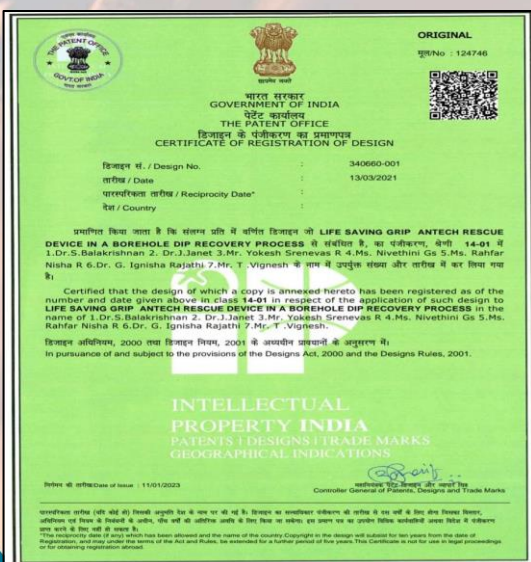 ORIGINAL
मूल/No : 124746
THE PATENT OFFICE
GOVT.OF INDIA
सत्यमेव जयते
भारत सरकार
GOVERNMENT OF INDIA
पेटेंट कार्यालय
THE PATENT OFFICE
डिजाइन के पंजीकरण का प्रमाणपत्र
CERTIFICATE OF REGISTRATION OF DESIGN
डिजाइन सं. / Design No. : 340660-001
तारीख / Date : 13/03/2021
पारस्परिकता तारीख / Reciprocity Date* :
देश / Country :
प्रमाणित किया जाता है कि संलग्न प्रति में वर्णित डिजाइन जो LIFE SAVING GRIP ANTECH RESCUE
DEVICE IN A BOREHOLE DIP RECOVERY PROCESS से संबंधित है, का पंजीकरण, श्रेणी 14-01 में
1.Dr.S.Balakrishnan 2. Dr.J.Janet 3.Mr. Yokesh Srenevas R 4.Ms. Nivethini Gs 5.Ms. Rahfar
Nisha R 6.Dr. G. Ignisha Rajathi 7.Mr. T .Vignesh के नाम में उपर्युक्त संख्या और तारीख में कर लिया गया
है।
Certified that the design of which a copy is annexed hereto has been registered as of the
number and date given above in class 14-01 in respect of the application of such design to
LIFE SAVING GRIP ANTECH RESCUE DEVICE IN A BOREHOLE DIP RECOVERY PROCESS in the
name of 1.Dr.S.Balakrishnan 2. Dr.J.Janet 3.Mr. Yokesh Srenevas R 4.Ms. Nivethini Gs 5.Ms.
Rahfar Nisha R 6.Dr. G. Ignisha Rajathi 7.Mr. T .Vignesh.
डिजाइन अधिनियम, 2000 तथा डिजाइन नियम, 2001 के अध्यधीन प्रावधानों के अनुसरण में।
In pursuance of and subject to the provisions of the Designs Act, 2000 and the Designs Rules, 2001.
INTELLECTUAL
PROPERTY INDIA
PATENTS | DESIGNS | TRADE MARKS
GEOGRAPHICAL INDICATIONS
निर्गमन की तारीख/Date of Issue : 11/01/2023
महानियंत्रक पेटेंट, डिजाइन और व्यापार चिह्न
Controller General of Patents, Designs and Trade Marks
*The reciprocity date (if any) which has been allowed and the name of the country. Copyright in the design will subsist for ten years from the date of
Registration, and may under the terms of the Act and Rules, be extended for a further period of five years. This Certificate is not for use in legal proceedings
or for obtaining registration abroad.